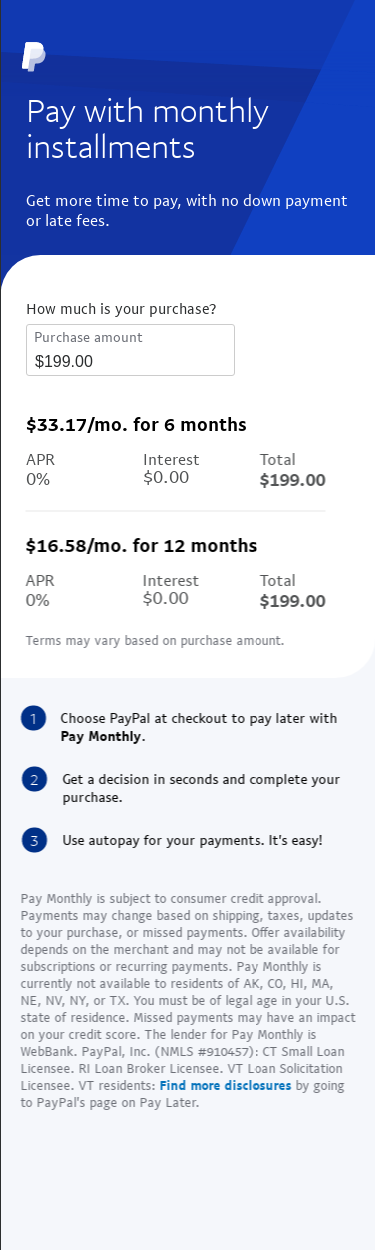 Pay with monthly
installments
Get more time to pay, with no down payment
or late fees.
How much is your purchase?
Purchase amount
$199.00
$33.17/mo. for 6 months
APR Interest Total
0% $0.00 $199.00
$16.58/mo. for 12 months
APR Interest Total
0% $0.00 $199.00
Terms may vary based on purchase amount.
1 Choose PayPal at checkout to pay later with
Pay Monthly.
2 Get a decision in seconds and complete your
purchase.
3 Use autopay for your payments. It's easy!
Pay Monthly is subject to consumer credit approval.
Payments may change based on shipping, taxes, updates
to your purchase, or missed payments. Offer availability
depends on the merchant and may not be available for
subscriptions or recurring payments. Pay Monthly is
currently not available to residents of AK, CO, HI, MA,
NE, NV, NY, or TX. You must be of legal age in your U.S.
state of residence. Missed payments may have an impact
on your credit score. The lender for Pay Monthly is
WebBank. PayPal, Inc. (NMLS #910457): CT Small Loan
Licensee. RI Loan Broker Licensee. VT Loan Solicitation
Licensee. VT residents: Find more disclosures by going
to PayPal's page on Pay Later.